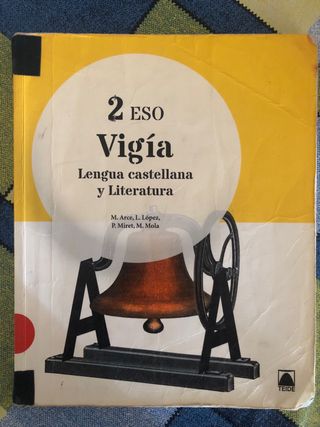 2 ESO
Vigía
Lengua castellana
y Literatura
M. Arce, L. López,
P. Miret, M. Mola
TEIDE